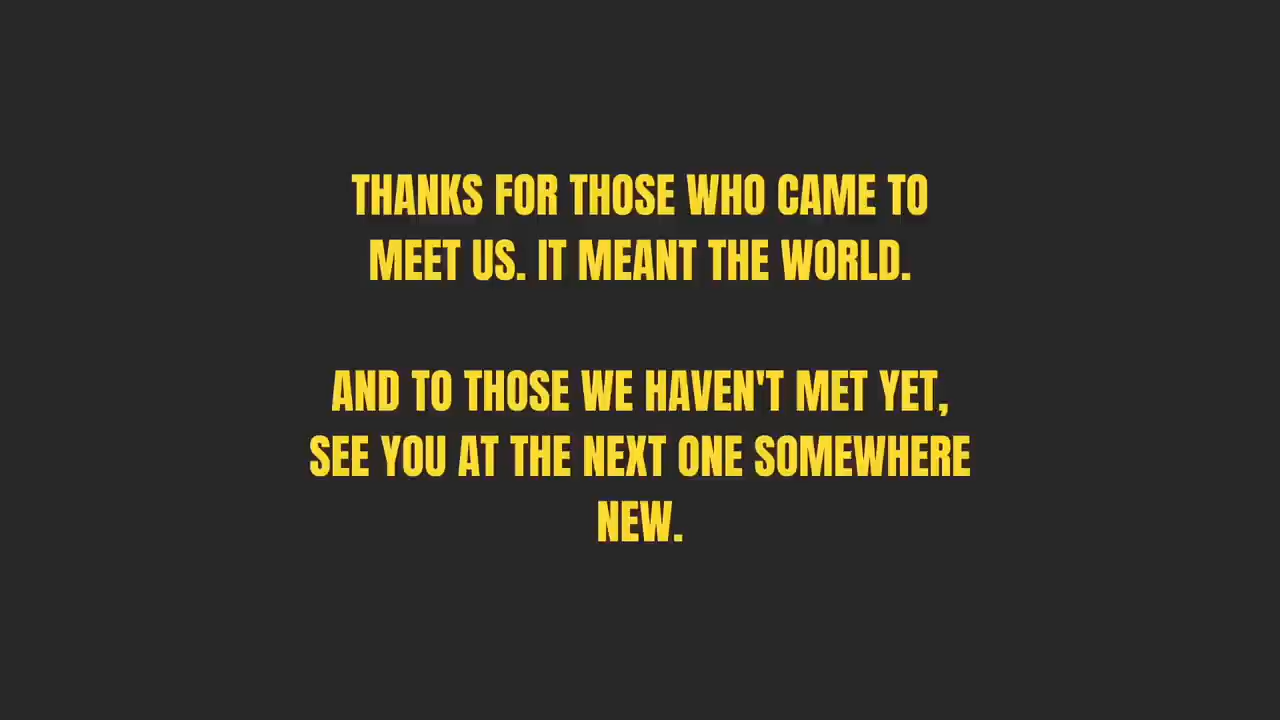 THANKS FOR THOSE WHO CAME TO
MEET US. IT MEANT THE WORLD.
AND TO THOSE WE HAVEN'T MET YET,
SEE YOU AT THE NEXT ONE SOMEWHERE
NEW.